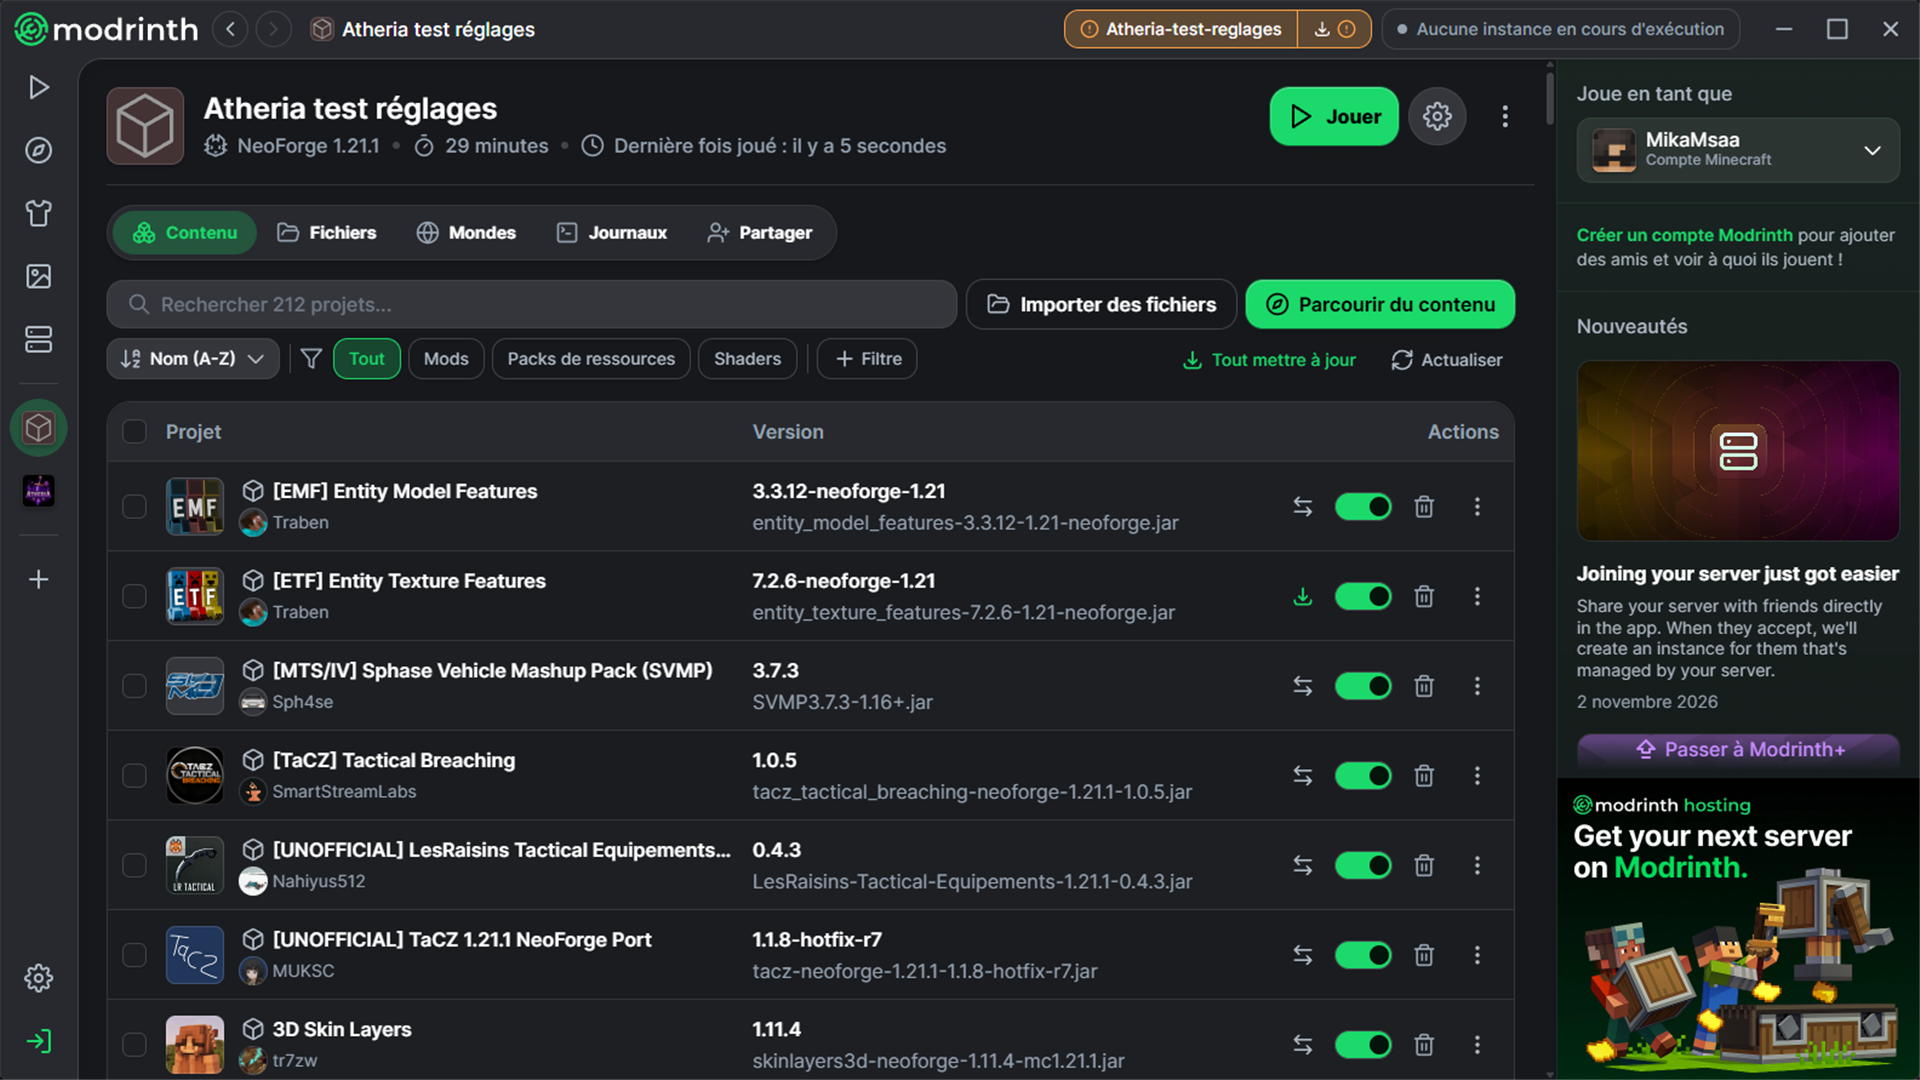 modrinth
Atheria test réglages
Atheria-test-reglages
Aucune instance en cours d'exécution
Atheria test réglages
NeoForge 1.21.1 • 29 minutes • Dernière fois joué : il y a 5 secondes
Jouer
Contenu
Fichiers
Mondes
Journaux
Partager
Rechercher 212 projets...
Importer des fichiers
Parcourir du contenu
Nom (A-Z)
Tout
Mods
Packs de ressources
Shaders
Filtre
Tout mettre à jour
Actualiser
Projet
Version
Actions
EMF
[EMF] Entity Model Features
Traben
3.3.12-neoforge-1.21
entity_model_features-3.3.12-1.21-neoforge.jar
ETF
[ETF] Entity Texture Features
Traben
7.2.6-neoforge-1.21
entity_texture_features-7.2.6-1.21-neoforge.jar
[MTS/IV] Sphase Vehicle Mashup Pack (SVMP)
Sph4se
3.7.3
SVMP3.7.3-1.16+.jar
TACZ
TACTICAL
BREACHING
[TaCZ] Tactical Breaching
SmartStreamLabs
1.0.5
tacz_tactical_breaching-neoforge-1.21.1-1.0.5.jar
LR TACTICAL
[UNOFFICIAL] LesRaisins Tactical Equipements...
Nahiyus512
0.4.3
LesRaisins-Tactical-Equipements-1.21.1-0.4.3.jar
TaCZ
[UNOFFICIAL] TaCZ 1.21.1 NeoForge Port
MUKSC
1.1.8-hotfix-r7
tacz-neoforge-1.21.1-1.1.8-hotfix-r7.jar
3D Skin Layers
tr7zw
1.11.4
skinlayers3d-neoforge-1.11.4-mc1.21.1.jar
ATHERIA
Joue en tant que
MikaMsaa
Compte Minecraft
Créer un compte Modrinth pour ajouter
des amis et voir à quoi ils jouent !
Nouveautés
Joining your server just got easier
Share your server with friends directly
in the app. When they accept, we'll
create an instance for them that's
managed by your server.
2 novembre 2026
Passer à Modrinth+
modrinth hosting
Get your next server
on Modrinth.